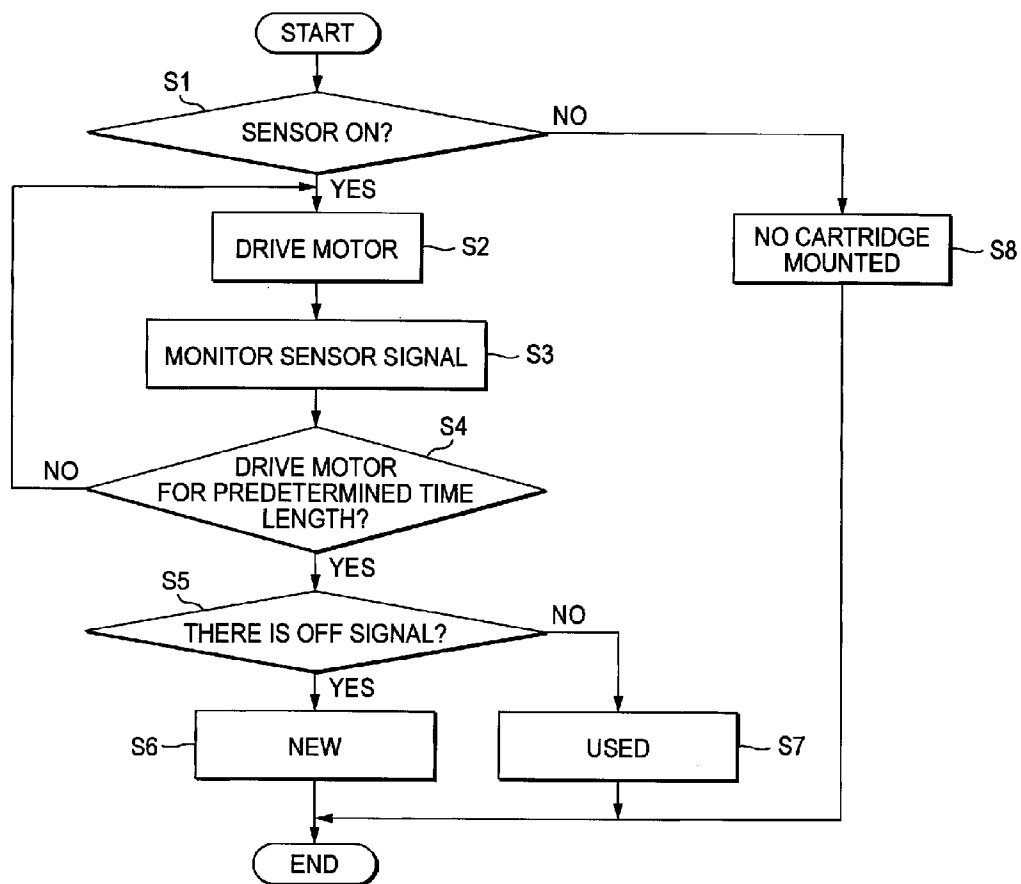 START
S1
SENSOR ON?
NO
YES
DRIVE MOTOR
S2
NO CARTRIDGE
MOUNTED
S8
MONITOR SENSOR SIGNAL
S3
S4
NO
DRIVE MOTOR
FOR PREDETERMINED TIME
LENGTH?
YES
S5
THERE IS OFF SIGNAL?
NO
YES
S6
NEW
USED
S7
END